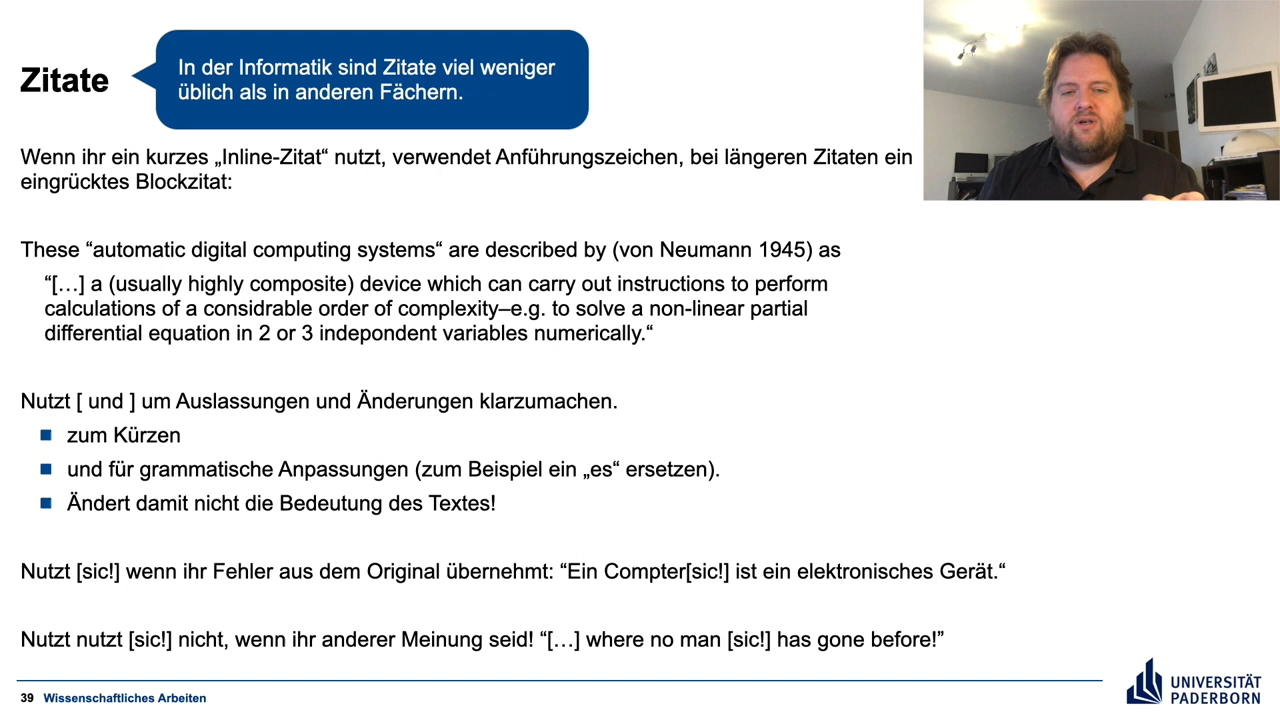 Zitate
In der Informatik sind Zitate viel weniger
üblich als in anderen Fächern.
Wenn ihr ein kurzes „Inline-Zitat“ nutzt, verwendet Anführungszeichen, bei längeren Zitaten ein
eingrücktes Blockzitat:
These “automatic digital computing systems“ are described by (von Neumann 1945) as
“[…] a (usually highly composite) device which can carry out instructions to perform
calculations of a considrable order of complexity–e.g. to solve a non-linear partial
differential equation in 2 or 3 indepondent variables numerically.“
Nutzt [ und ] um Auslassungen und Änderungen klarzumachen.
zum Kürzen
und für grammatische Anpassungen (zum Beispiel ein „es“ ersetzen).
Ändert damit nicht die Bedeutung des Textes!
Nutzt [sic!] wenn ihr Fehler aus dem Original übernehmt: “Ein Compter[sic!] ist ein elektronisches Gerät.“
Nutzt nutzt [sic!] nicht, wenn ihr anderer Meinung seid! “[…] where no man [sic!] has gone before!”
39 Wissenschaftliches Arbeiten
UNIVERSITÄT
PADERBORN